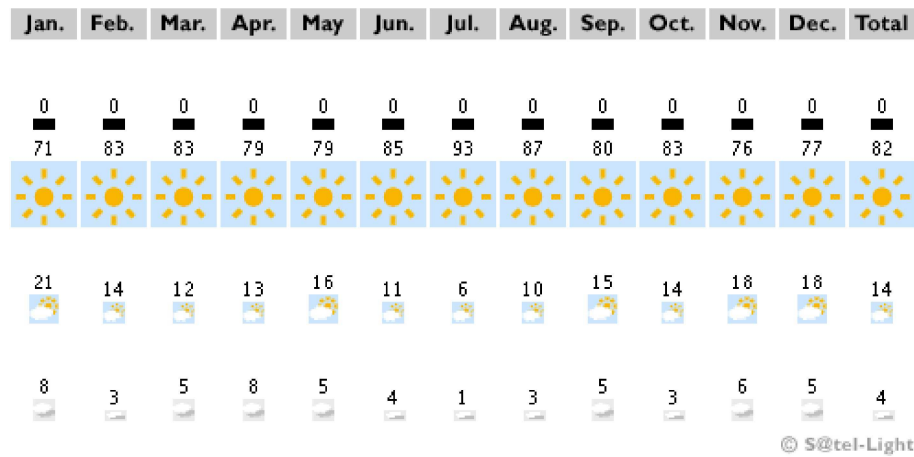 Jan. Feb. Mar. Apr. May Jun. Jul. Aug. Sep. Oct. Nov. Dec. Total
0 0 0 0 0 0 0 0 0 0 0 0 0
71 83 83 79 79 85 93 87 80 83 76 77 82
21 14 12 13 16 11 6 10 15 14 18 18 14
8 3 5 8 5 4 1 3 5 3 6 5 4
© S@tel-Light